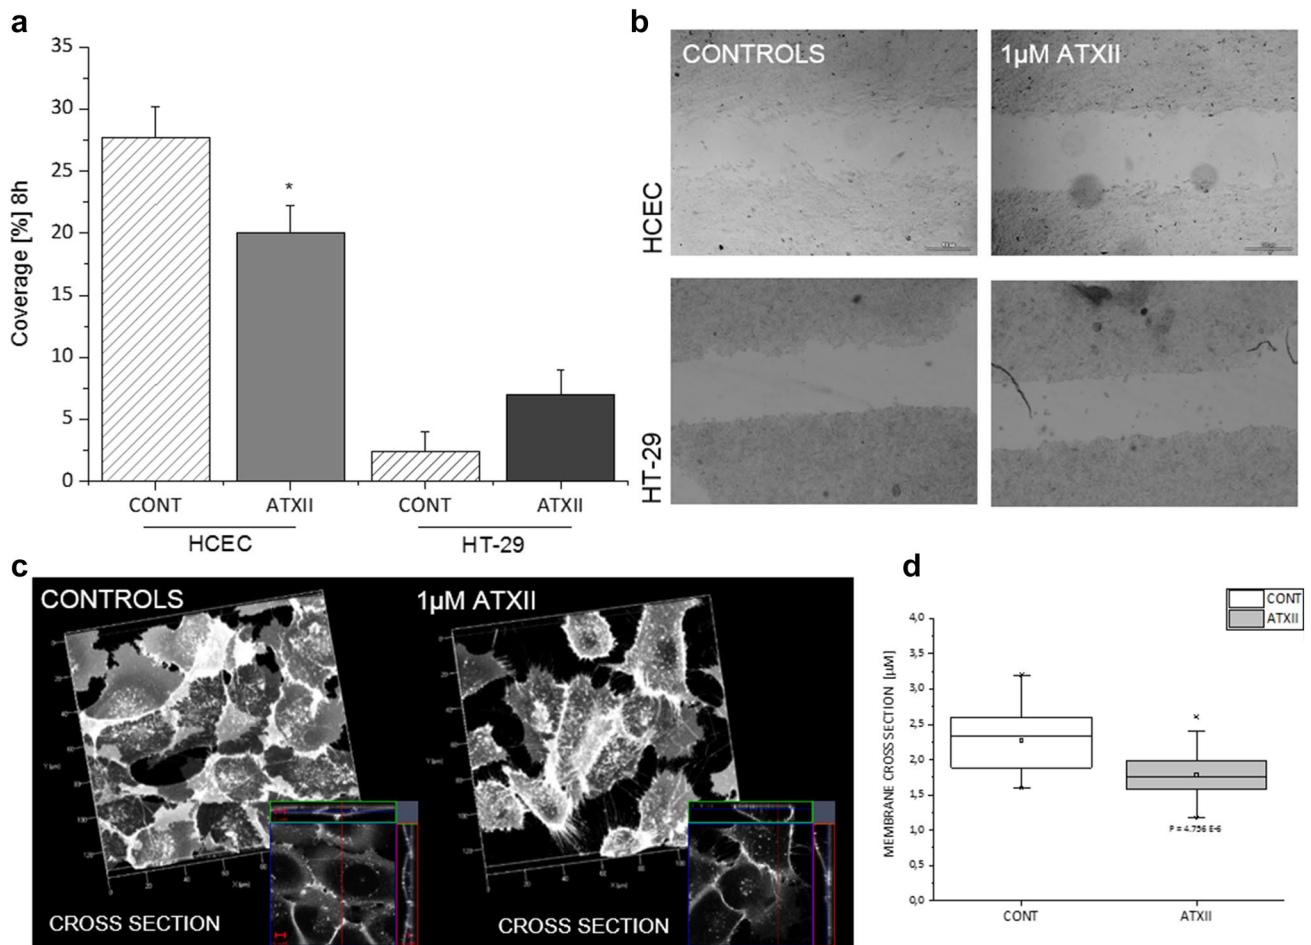 a
35
30
25
20
15
10
5
0
Coverage [%] 8h
*
CONT
ATXII
CONT
ATXII
HCEC
HT-29
b
CONTROLS
1µM ATXII
HCEC
HT-29
c
CONTROLS
1µM ATXII
CROSS SECTION
CROSS SECTION
d
CONT
ATXII
4,0
3,5
3,0
2,5
2,0
1,5
1,0
0,5
0,0
MEMBRANE CROSS SECTION [µM]
P = 4.736 E-6
CONT
ATXII